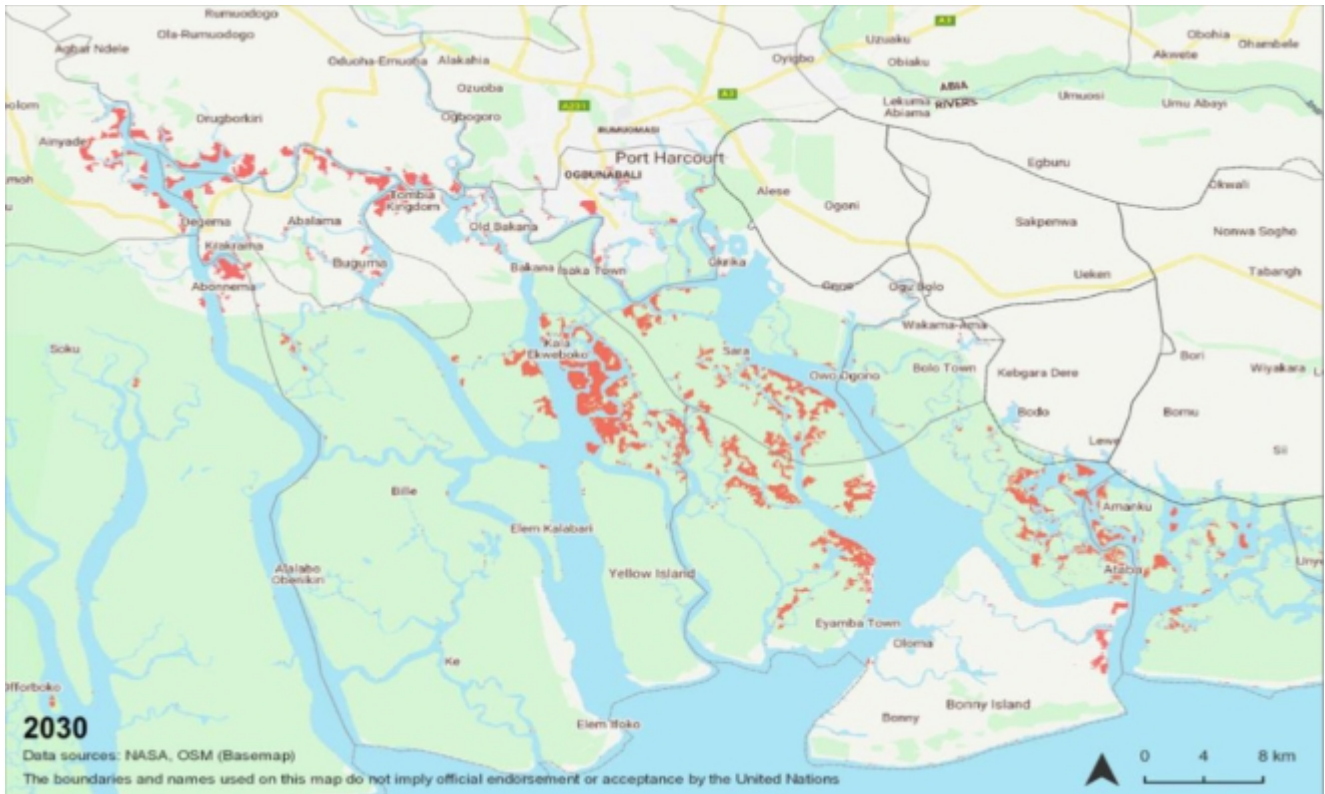 Rumuodogo
Ola-Rumuodogo
A3
Uzuaku
Obohia
Ohambele
Agbar Ndele
Oduoha-Emuoha
Alakahia
Oyigbo
Obiaku
Akwete
Ozuoba
A3
ABIA
RIVERS
Umuosi
Umu Abayi
A231
Lekuma
Abiama
Orugborkiri
Ogbogoro
RUMUOMASI
Ainyade
Port Harcourt
Egburu
OGBUNABALI
Alese
Okwali
Tombia
Kingdom
Ogoni
Degema
Abalama
Old Bakana
Sakpenwa
Nonwa Sogho
Buguma
Bakana
Isaka Town
Okrika
Ueken
Tabangh
Abonnema
Ogu Bolo
Wakama-Ama
Soku
Kala
Ekweboko
Sara
Owo Ogono
Bolo Town
Kebgara Dere
Bori
Wiyakara
Bodo
Bomu
Lewe
Sii
Bille
Amanku
Elem Kalabari
Alalabo
Obenikiri
Yellow Island
Ataba
Eyamba Town
Oloma
Ke
Bonny Island
Bonny
Elem Ifoko
2030
Data sources: NASA, OSM (Basemap)
The boundaries and names used on this map do not imply official endorsement or acceptance by the United Nations
0 4 8 km